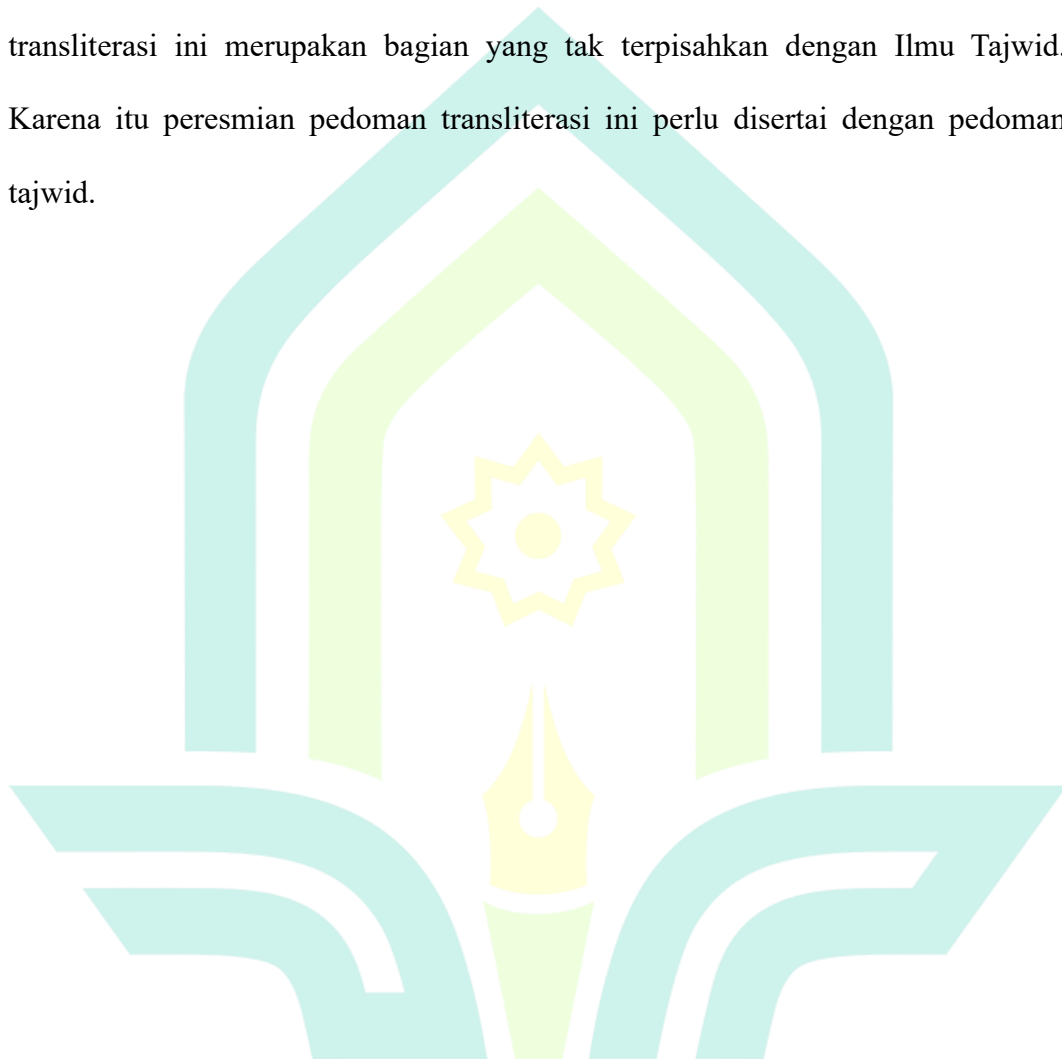 transliterasi ini merupakan bagian yang tak terpisahkan dengan Ilmu Tajwid.
Karena itu peresmian pedoman transliterasi ini perlu disertai dengan pedoman
tajwid.